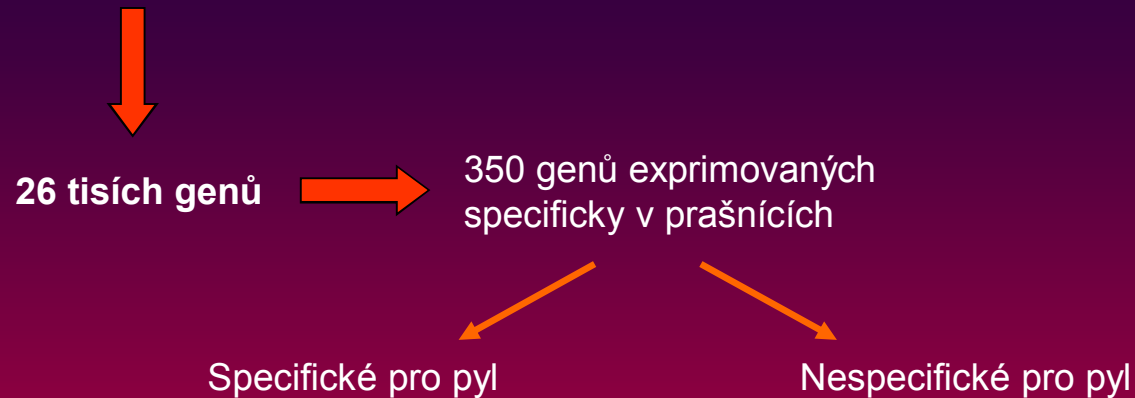 26 tisích genů
350 genů exprimovaných
specificky v prašnících
Specifické pro pyl
Nespecifické pro pyl